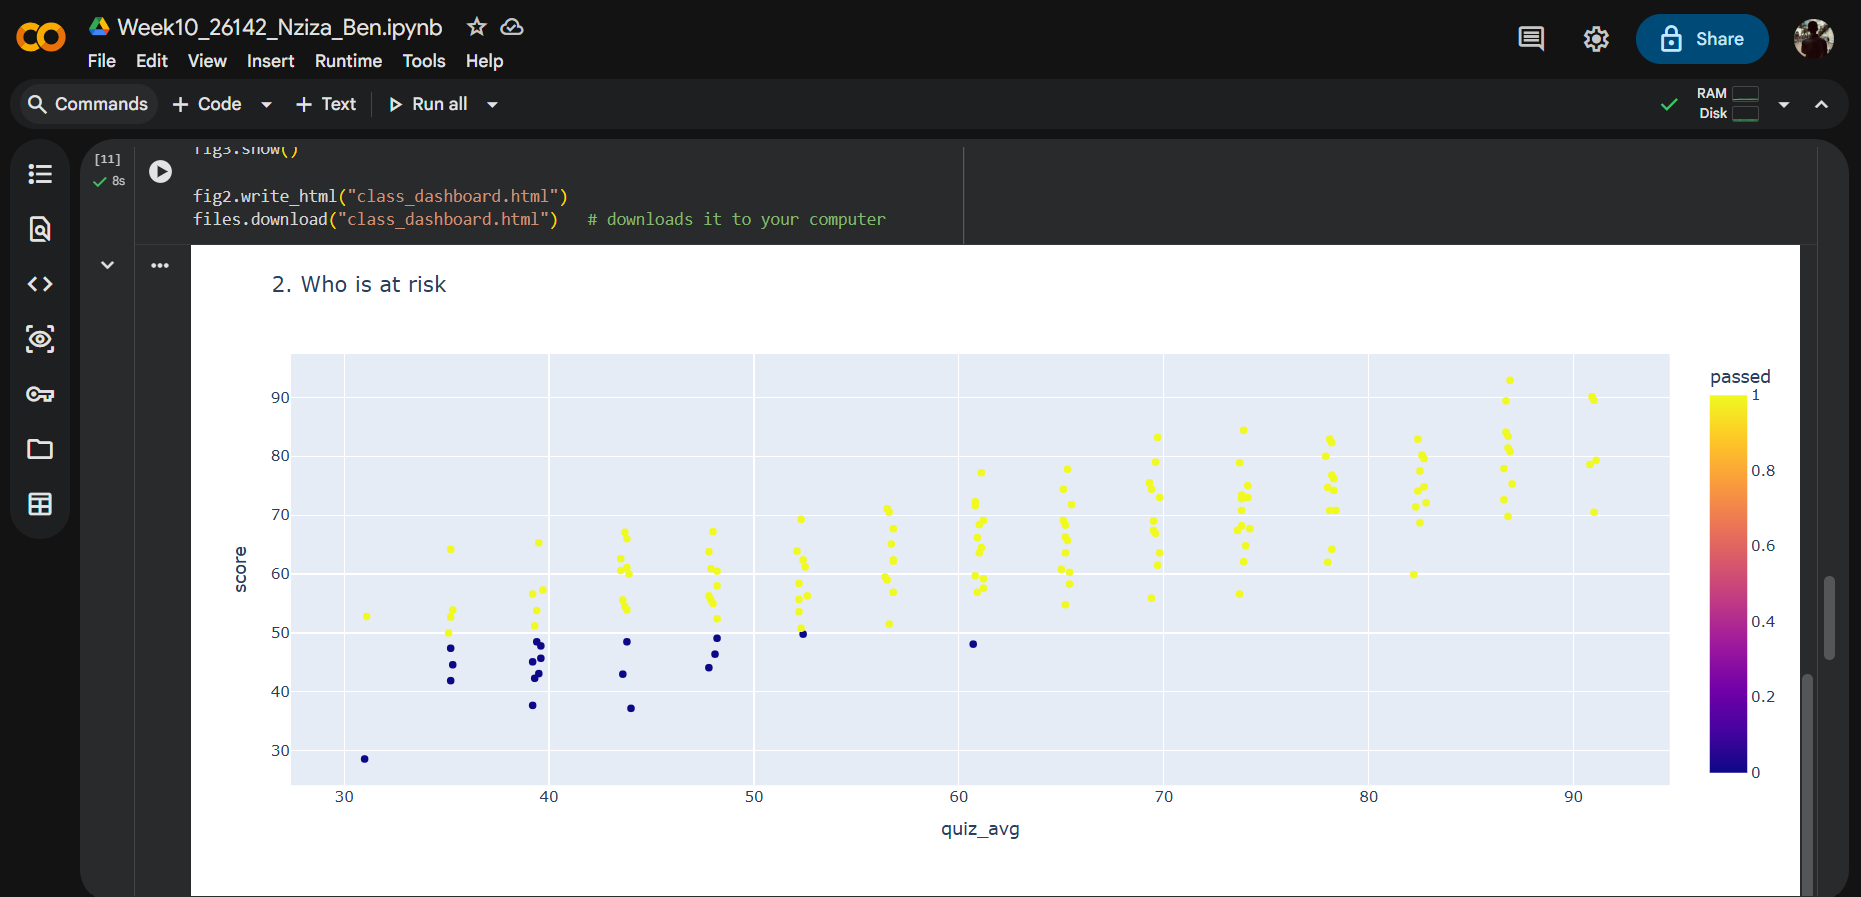 Week10_26142_Nziza_Ben.ipynb
File Edit View Insert Runtime Tools Help
Share
Commands + Code + Text Run all
RAM
Disk
[11]
8s
fig3.show()
fig2.write_html("class_dashboard.html")
files.download("class_dashboard.html") # downloads it to your computer
2. Who is at risk
passed
1
0.8
0.6
0.4
0.2
0
score
90
80
70
60
50
40
30
30 40 50 60 70 80 90
quiz_avg